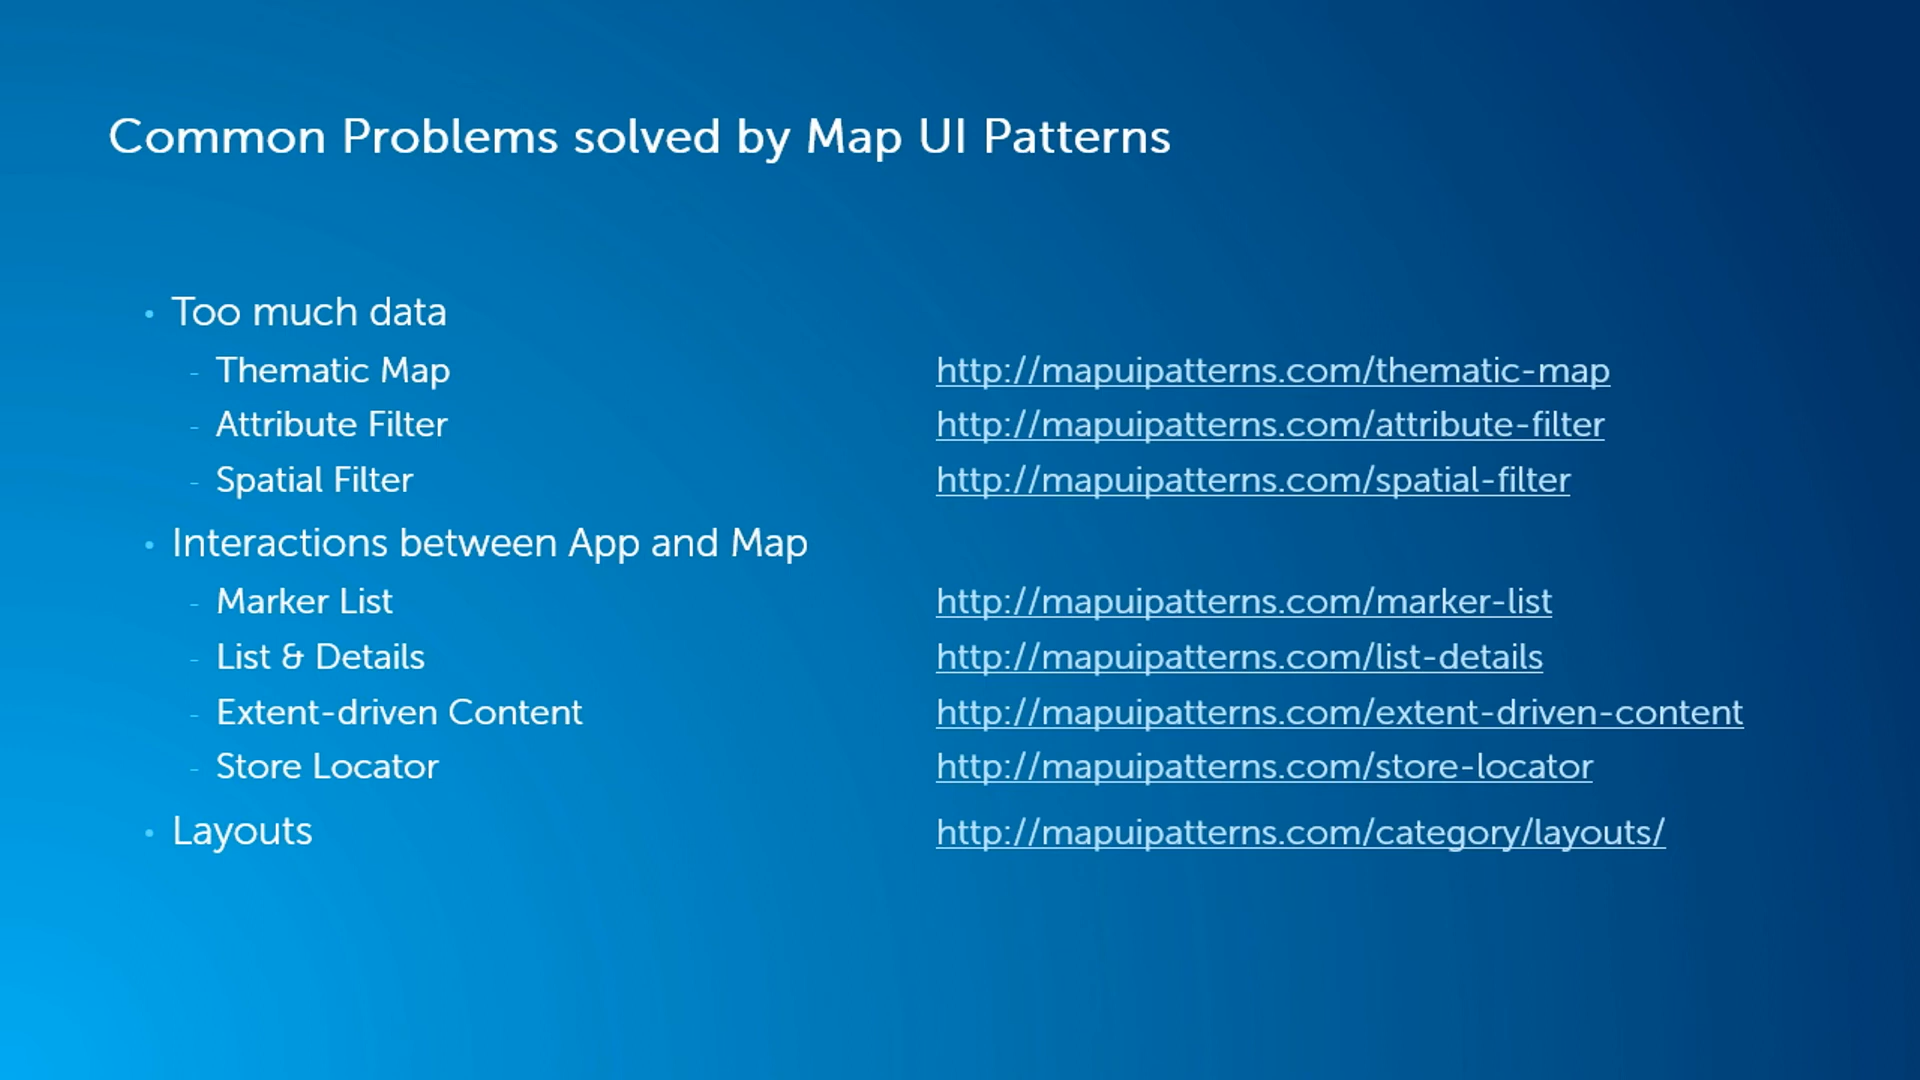 Common Problems solved by Map UI Patterns
• Too much data
- Thematic Map http://mapuipatterns.com/thematic-map
- Attribute Filter http://mapuipatterns.com/attribute-filter
- Spatial Filter http://mapuipatterns.com/spatial-filter
• Interactions between App and Map
- Marker List http://mapuipatterns.com/marker-list
- List & Details http://mapuipatterns.com/list-details
- Extent-driven Content http://mapuipatterns.com/extent-driven-content
- Store Locator http://mapuipatterns.com/store-locator
• Layouts http://mapuipatterns.com/category/layouts/